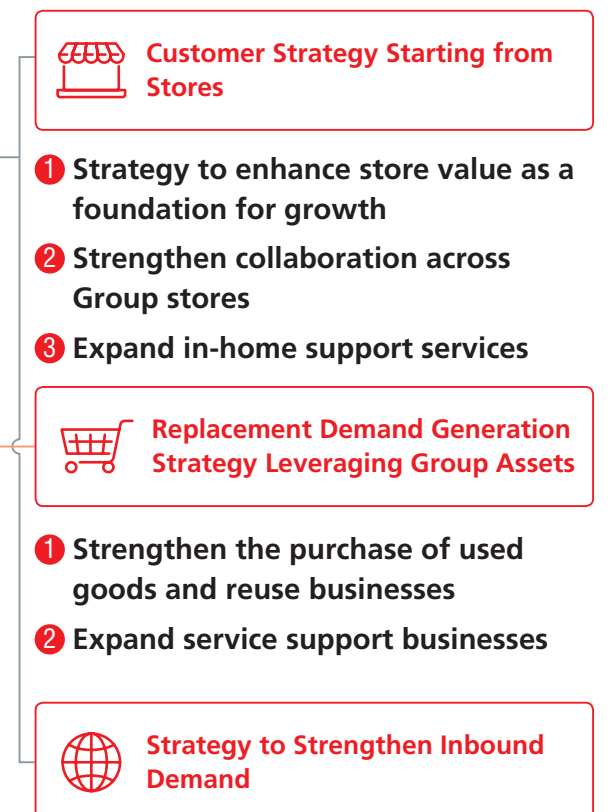 Customer Strategy Starting from
Stores
1 Strategy to enhance store value as a
foundation for growth
2 Strengthen collaboration across
Group stores
3 Expand in-home support services
Replacement Demand Generation
Strategy Leveraging Group Assets
1 Strengthen the purchase of used
goods and reuse businesses
2 Expand service support businesses
Strategy to Strengthen Inbound
Demand